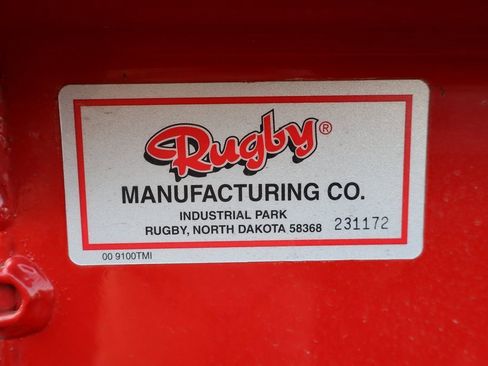 Rugby®
MANUFACTURING CO.
INDUSTRIAL PARK
RUGBY, NORTH DAKOTA 58368 231172
00 9100TMI